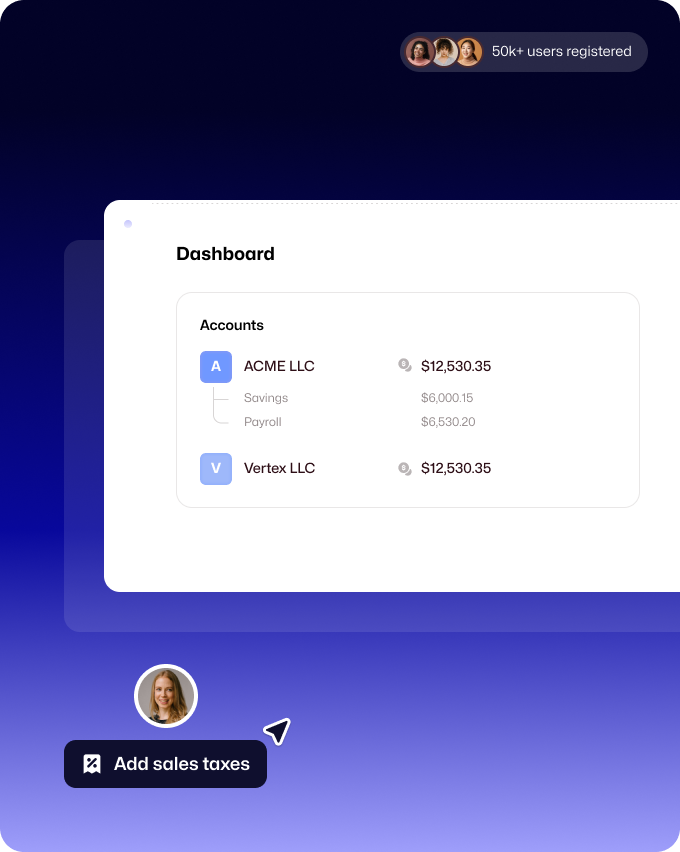 50k+ users registered
Dashboard
Accounts
A ACME LLC $12,530.35
Savings $6,000.15
Payroll $6,530.20
V Vertex LLC $12,530.35
Add sales taxes